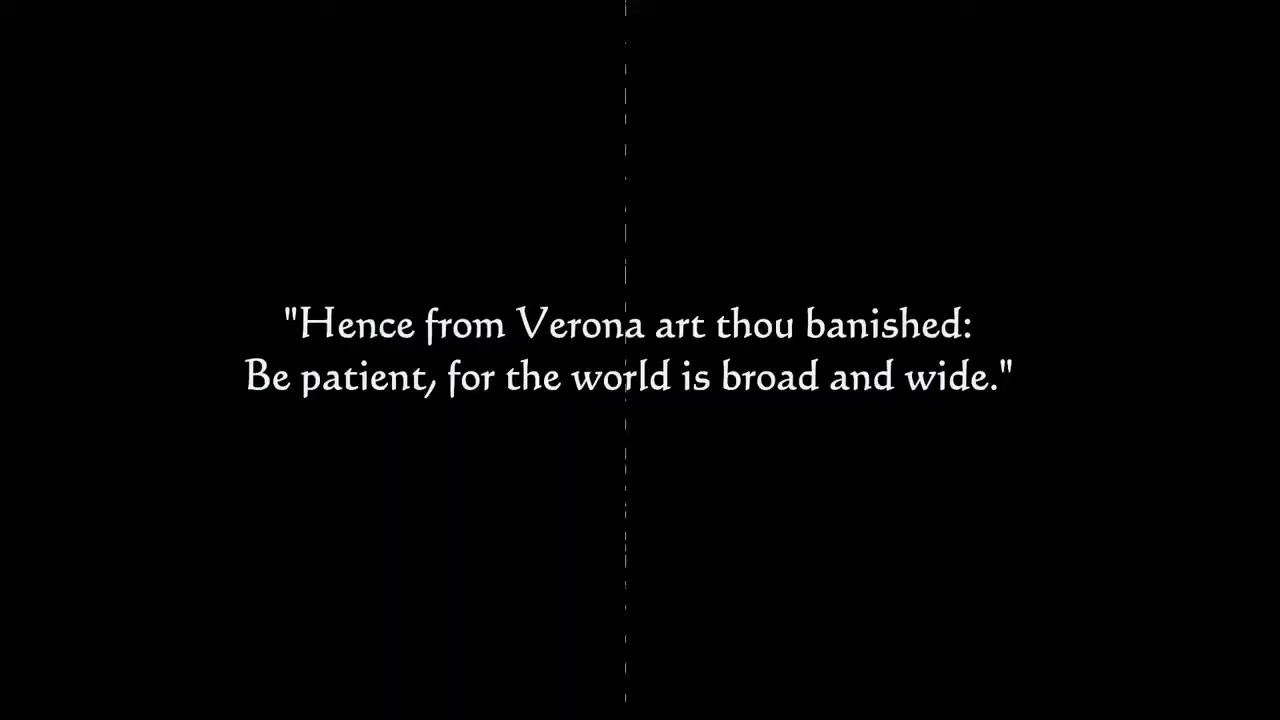 "Hence from Verona art thou banished:
Be patient, for the world is broad and wide."